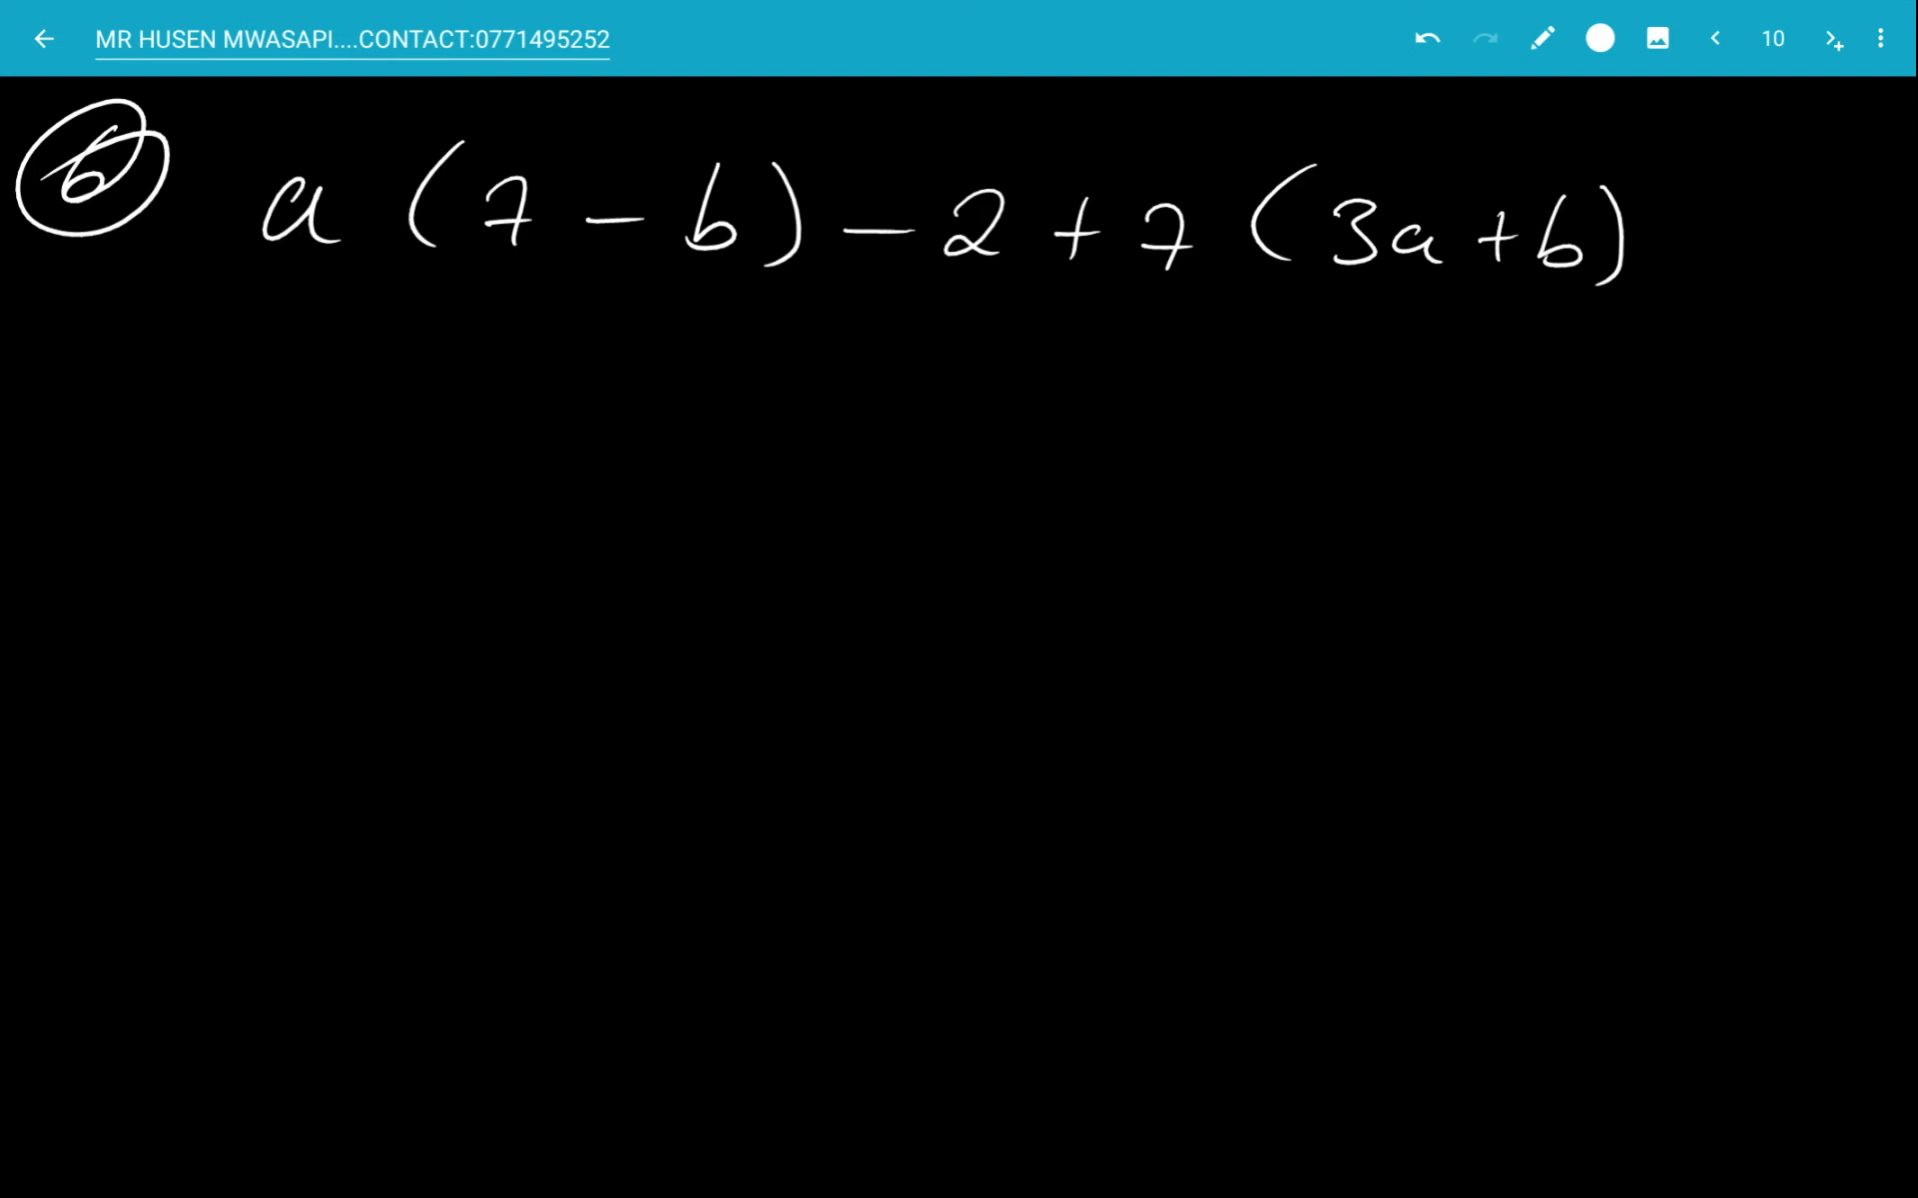 MR HUSEN MWASAPI....CONTACT:0771495252
10
b a (7 - b) - 2 + 7 (3a + b)